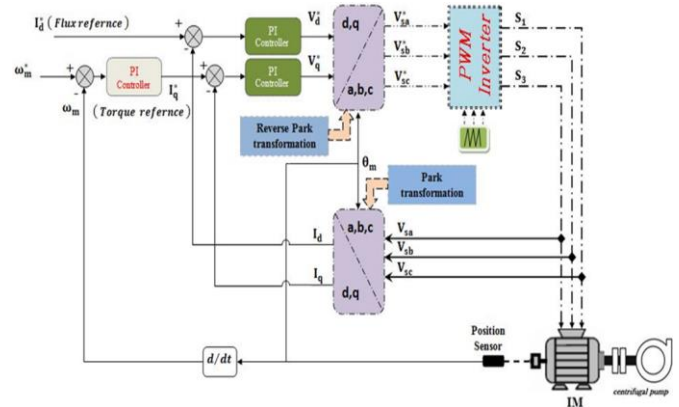 I*d ( Flux refernce)
+
-
PI
Controller
V*d
d,q
a,b,c
V*sa
V*sb
V*sc
PWM
Inverter
S1
S2
S3
ω*m
+
-
ωm
PI
Controller
I*q
(Torque refernce)
+
-
PI
Controller
V*q
Reverse Park
transformation
θm
Park
transformation
a,b,c
d,q
Id
Iq
Vsa
Vsb
Vsc
d/dt
Position
Sensor
IM
centrifugal pump